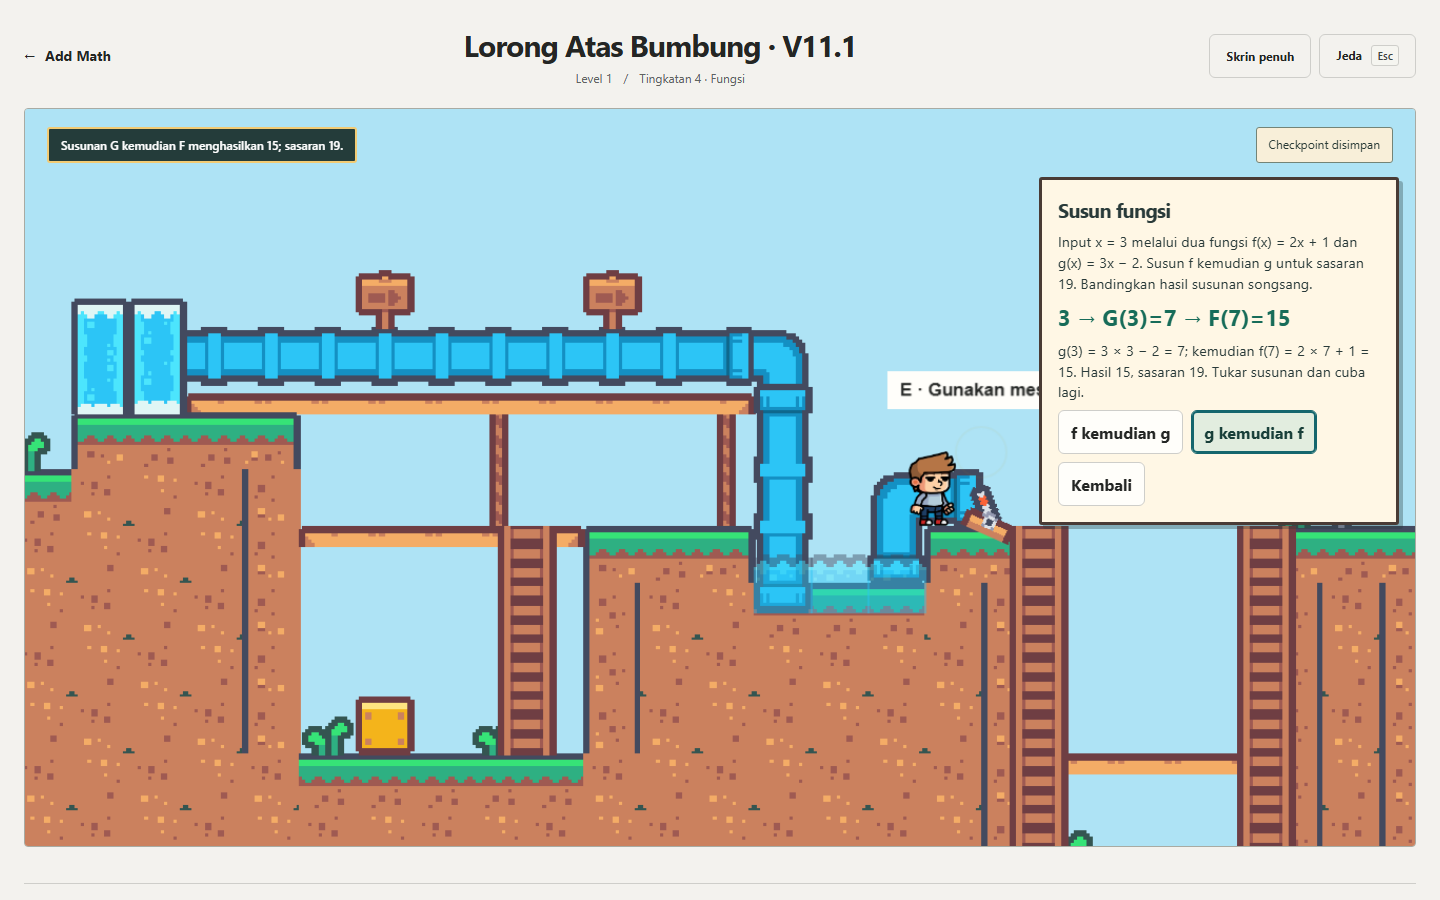 ← Add Math
Lorong Atas Bumbung · V11.1
Level 1 / Tingkatan 4 · Fungsi
Skrin penuh
Jeda Esc
Susunan G kemudian F menghasilkan 15; sasaran 19.
Checkpoint disimpan
Susun fungsi
Input x = 3 melalui dua fungsi f(x) = 2x + 1 dan
g(x) = 3x − 2. Susun f kemudian g untuk sasaran
19. Bandingkan hasil susunan songsang.
3 → G(3)=7 → F(7)=15
g(3) = 3 × 3 − 2 = 7; kemudian f(7) = 2 × 7 + 1 =
15. Hasil 15, sasaran 19. Tukar susunan dan cuba
lagi.
f kemudian g
g kemudian f
Kembali
E · Gunakan mes